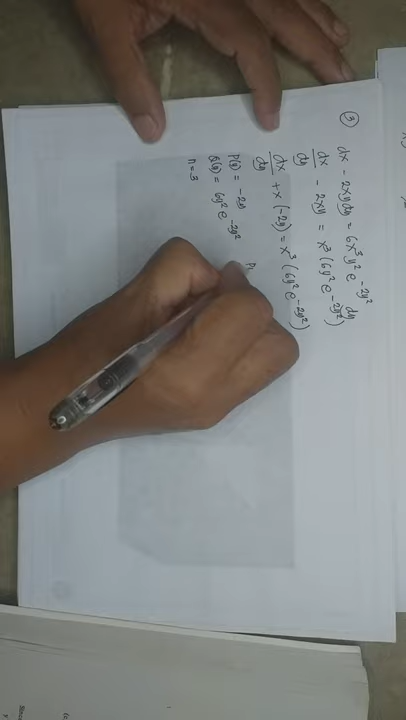 ③ dx - 2xy dy = 6x³y² e^{-2y²} dy
dx/dy - 2xy = x³ (6y² e^{-2y²})
dx/dy + x (-2y) = x³ (6y² e^{-2y²})
P(y) = -2y
Q(y) = 6y² e^{-2y²}
n = 3